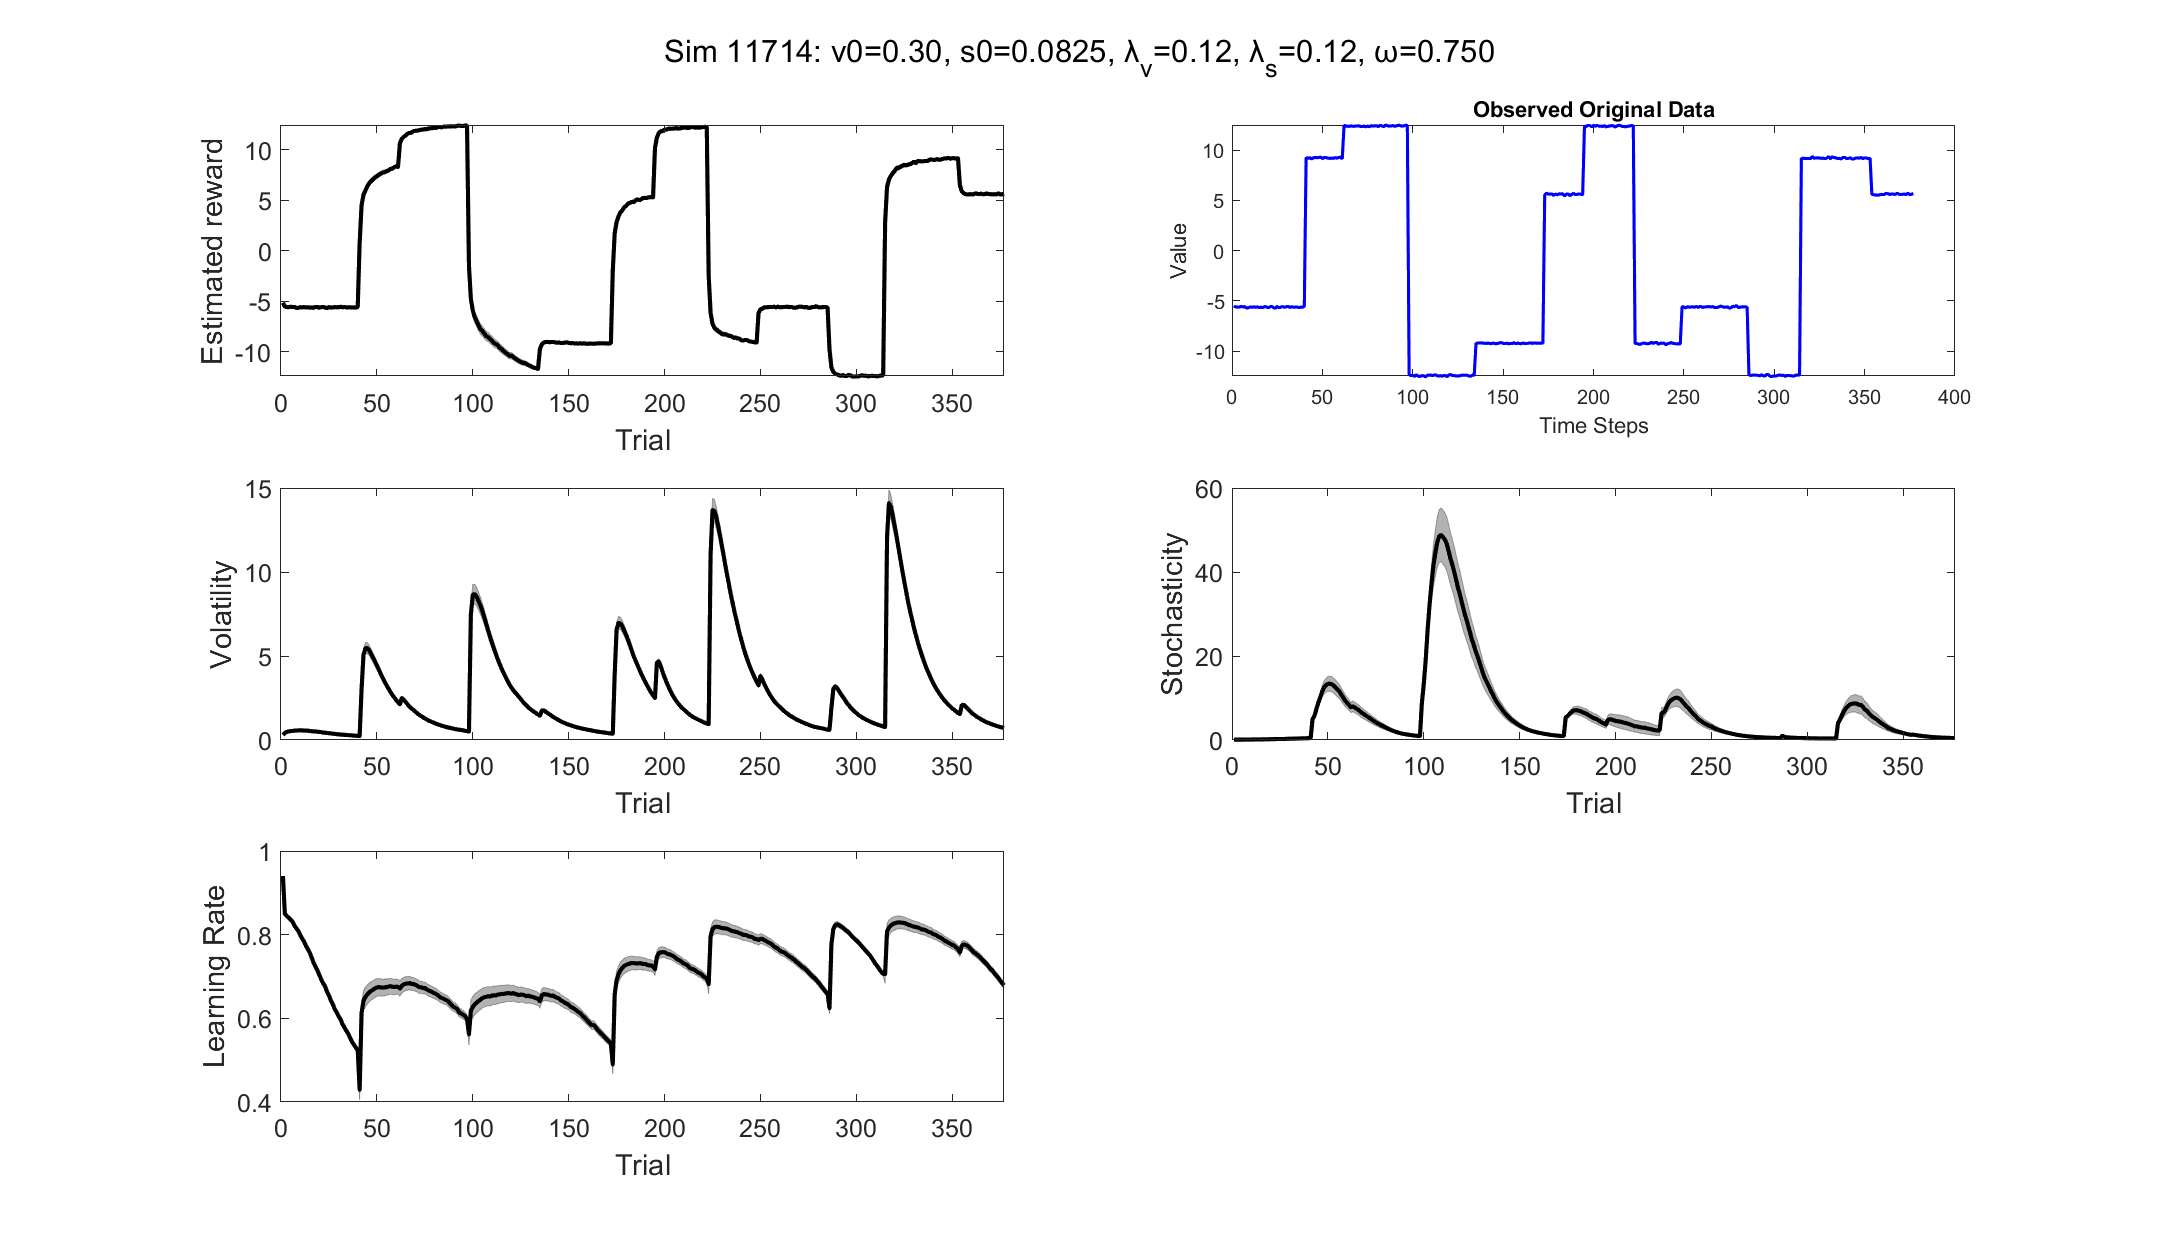 Sim 11714: v0=0.30, s0=0.0825, λ_v=0.12, λ_s=0.12, ω=0.750
10
5
0
-5
-10
Estimated reward
0 50 100 150 200 250 300 350
Trial
Observed Original Data
10
5
0
-5
-10
Value
0 50 100 150 200 250 300 350 400
Time Steps
15
10
5
0
Volatility
0 50 100 150 200 250 300 350
Trial
60
40
20
0
Stochasticity
0 50 100 150 200 250 300 350
Trial
1
0.8
0.6
0.4
Learning Rate
0 50 100 150 200 250 300 350
Trial